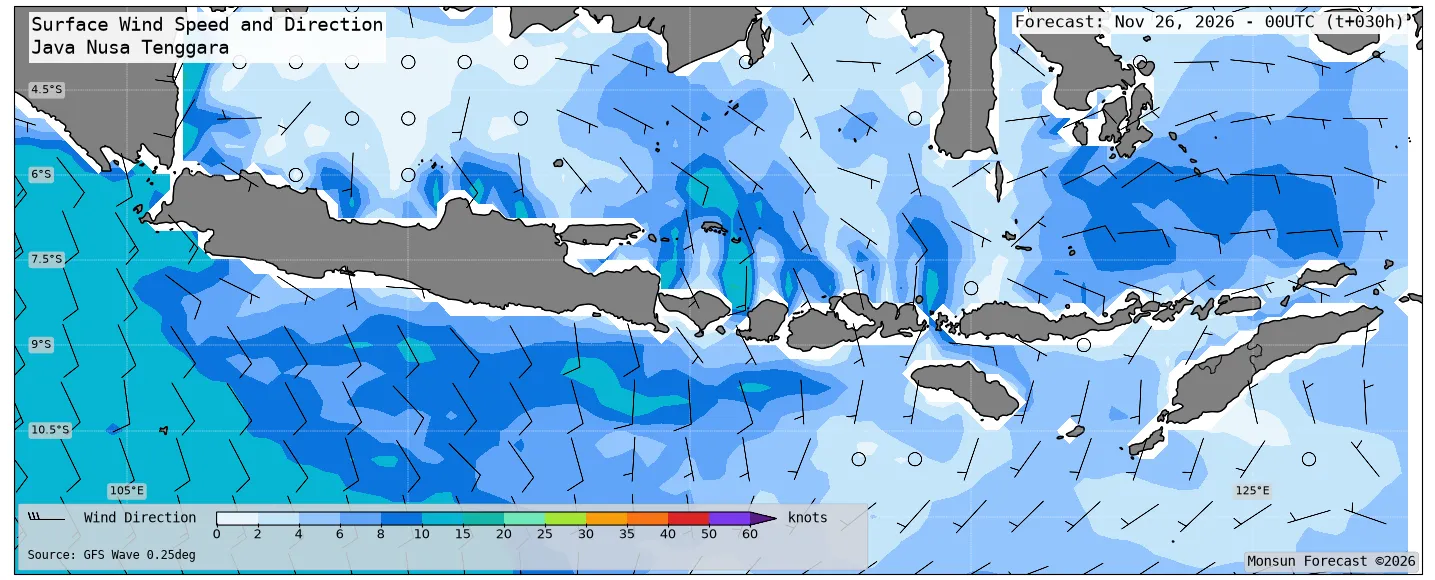 Surface Wind Speed and Direction
Java Nusa Tenggara
Forecast: Nov 26, 2026 - 00UTC (t+030h)
4.5°S
6°S
7.5°S
9°S
10.5°S
105°E
125°E
Wind Direction
0 2 4 6 8 10 15 20 25 30 35 40 50 60
knots
Source: GFS Wave 0.25deg
Monsun Forecast ©2026